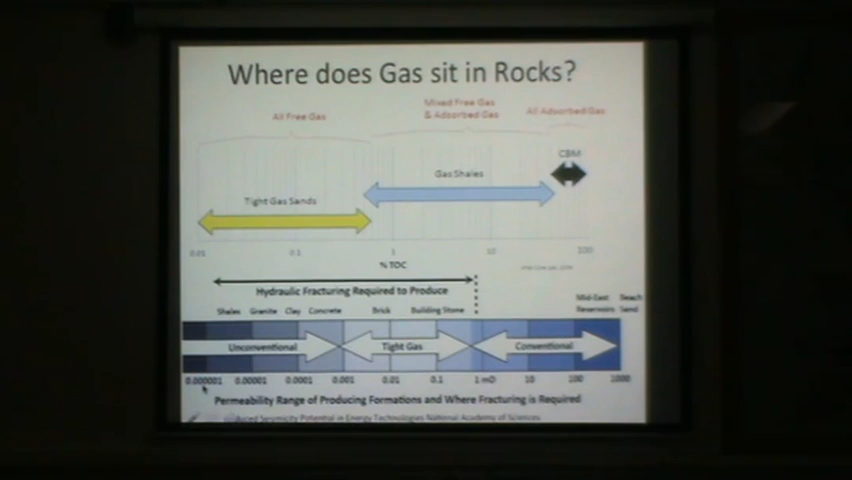 Where does Gas sit in Rocks?
All Free Gas
Mixed Free Gas
& Adsorbed Gas
All Adsorbed Gas
CBM
Gas Shales
Tight Gas Sands
0.01 0.1 1 10 100
% TOC
Hydraulic Fracturing Required to Produce
Shales Granite Clay Concrete Brick Building Stone
Mid-East
Reservoirs
Beach
Sand
Unconventional Tight Gas Conventional
0.000001 0.00001 0.0001 0.001 0.01 0.1 1 mD 10 100 1000
Permeability Range of Producing Formations and Where Fracturing is Required
Seismicity Potential in Energy Technologies National Academy of Sciences